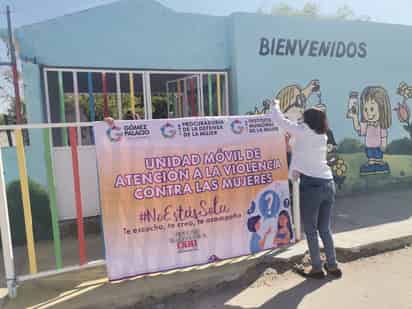 BIENVENIDOS
GÓMEZ PALACIO
PROCURADURÍA
DE LA DEFENSA
DE LA MUJER
INSTITUTO
MUNICIPAL
DE LA MUJER
UNIDAD MÓVIL DE
ATENCIÓN A LA VIOLENCIA
CONTRA LAS MUJERES
#NoEstásSola
Te escucho, te creo, te acompaño